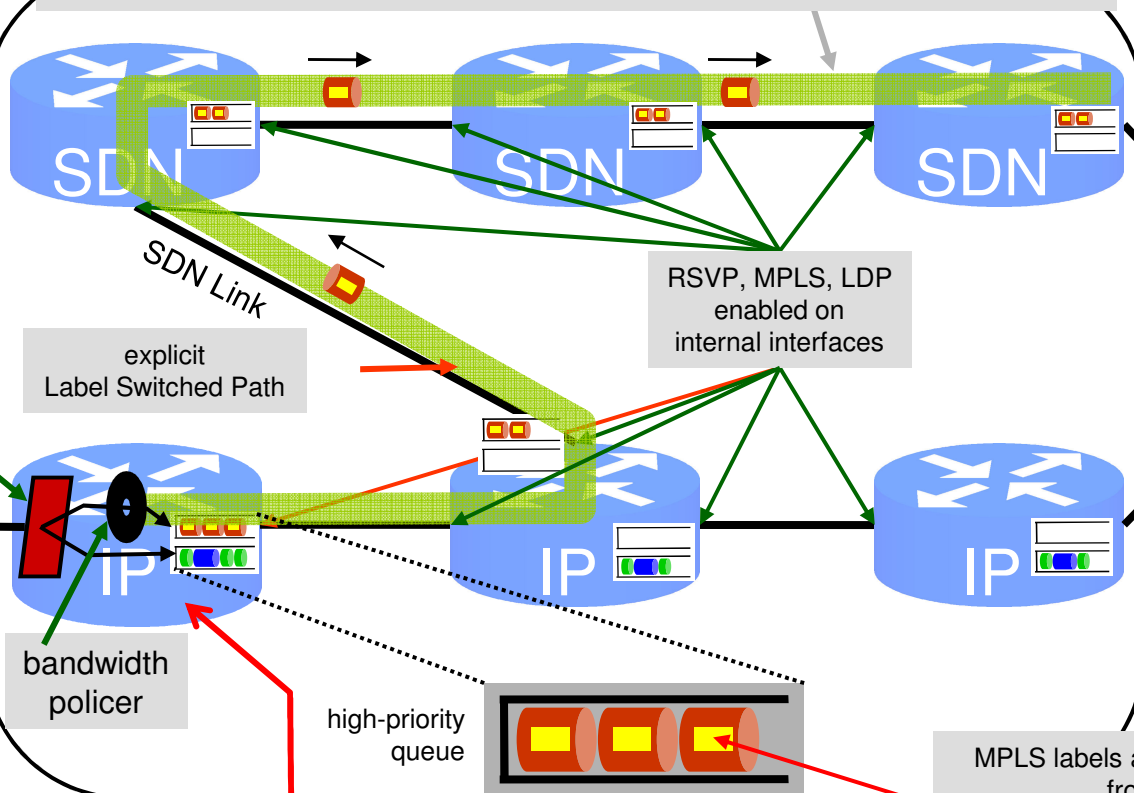 SDN
SDN
SDN
SDN Link
RSVP, MPLS, LDP
enabled on
internal interfaces
explicit
Label Switched Path
IP
IP
IP
bandwidth
policer
high-priority
queue
MPLS labels a
fro